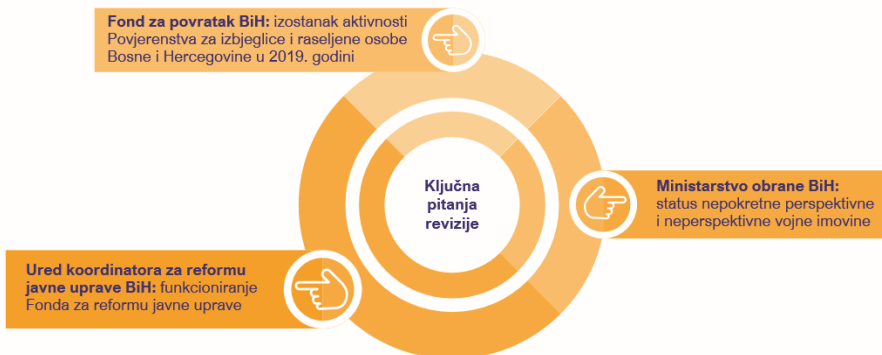 Fond za povratak BiH: izostanak aktivnosti
Povjerenstva za izbjeglice i raseljene osobe
Bosne i Hercegovine u 2019. godini
Ključna
pitanja
revizije
Ministarstvo obrane BiH:
status nepokretne perspektivne
i neperspektivne vojne imovine
Ured koordinatora za reformu
javne uprave BiH: funkcioniranje
Fonda za reformu javne uprave